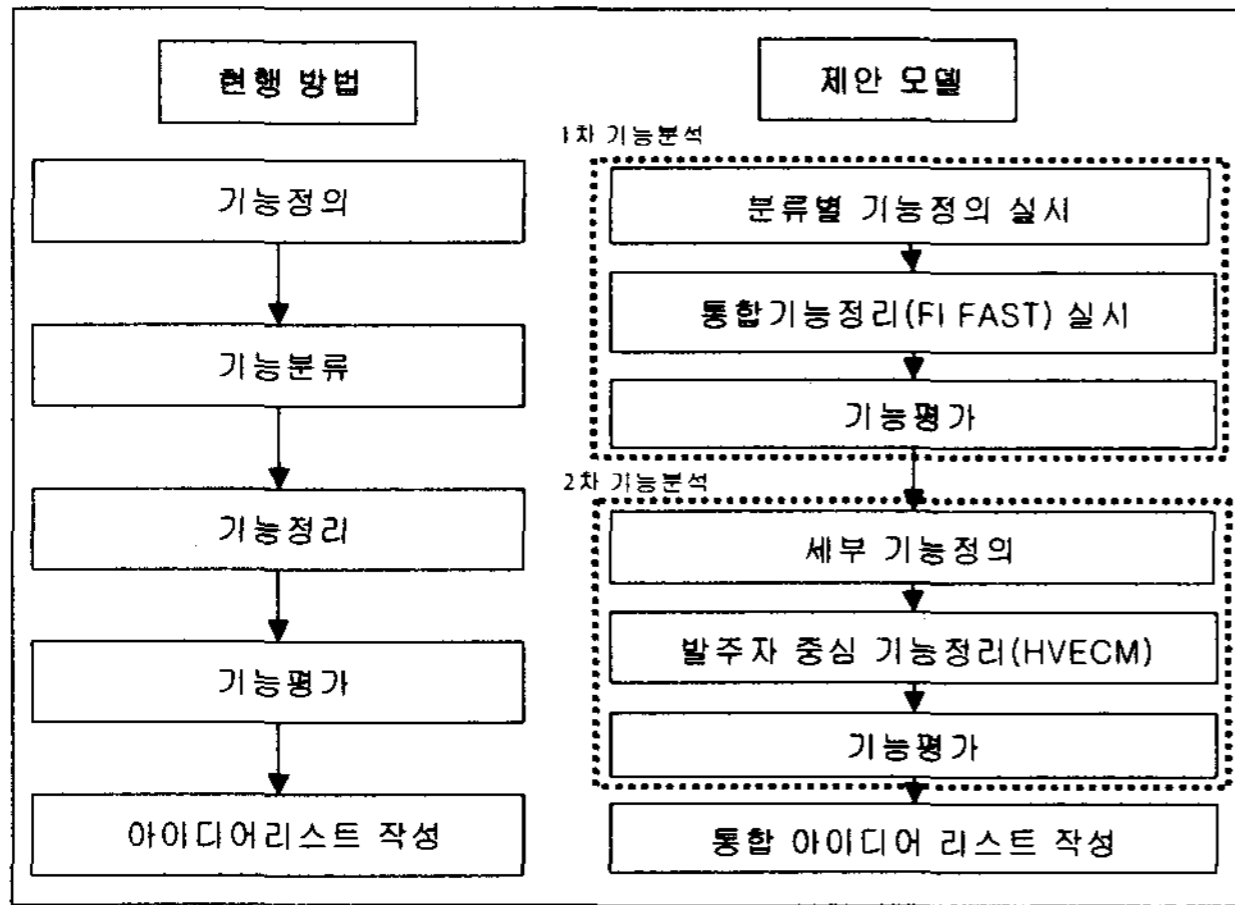 현행 방법
기능정의
기능분류
기능정리
기능평가
아이디어리스트 작성
제안 모델
1차 기능분석
분류별 기능정의 실시
통합기능정리(FI FAST) 실시
기능평가
2차 기능분석
세부 기능정의
발주자 중심 기능정리(HVECM)
기능평가
통합 아이디어 리스트 작성